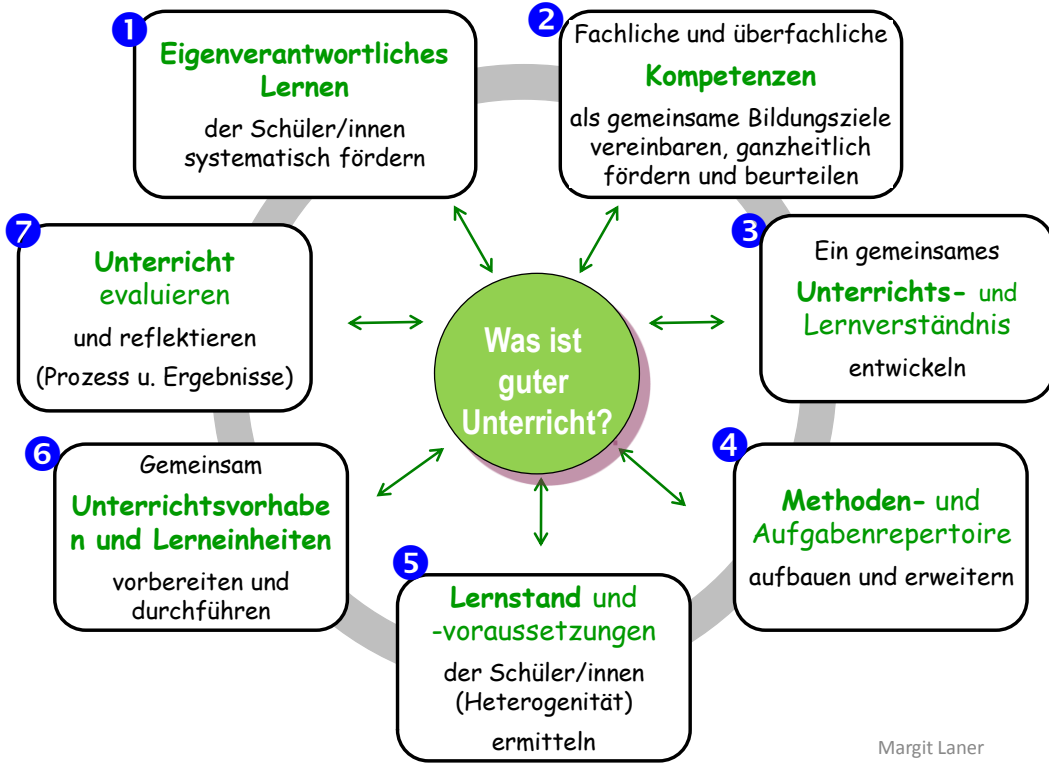 1
Eigenverantwortliches
Lernen
der Schüler/innen
systematisch fördern
2
Fachliche und überfachliche
Kompetenzen
als gemeinsame Bildungsziele
vereinbaren, ganzheitlich
fördern und beurteilen
3
Ein gemeinsames
Unterrichts- und
Lernverständnis
entwickeln
4
Methoden- und
Aufgabenrepertoire
aufbauen und erweitern
5
Lernstand und
-voraussetzungen
der Schüler/innen
(Heterogenität)
ermitteln
6
Gemeinsam
Unterrichtsvorhabe
n und Lerneinheiten
vorbereiten und
durchführen
7
Unterricht
evaluieren
und reflektieren
(Prozess u. Ergebnisse)
Was ist
guter
Unterricht?
Margit Laner